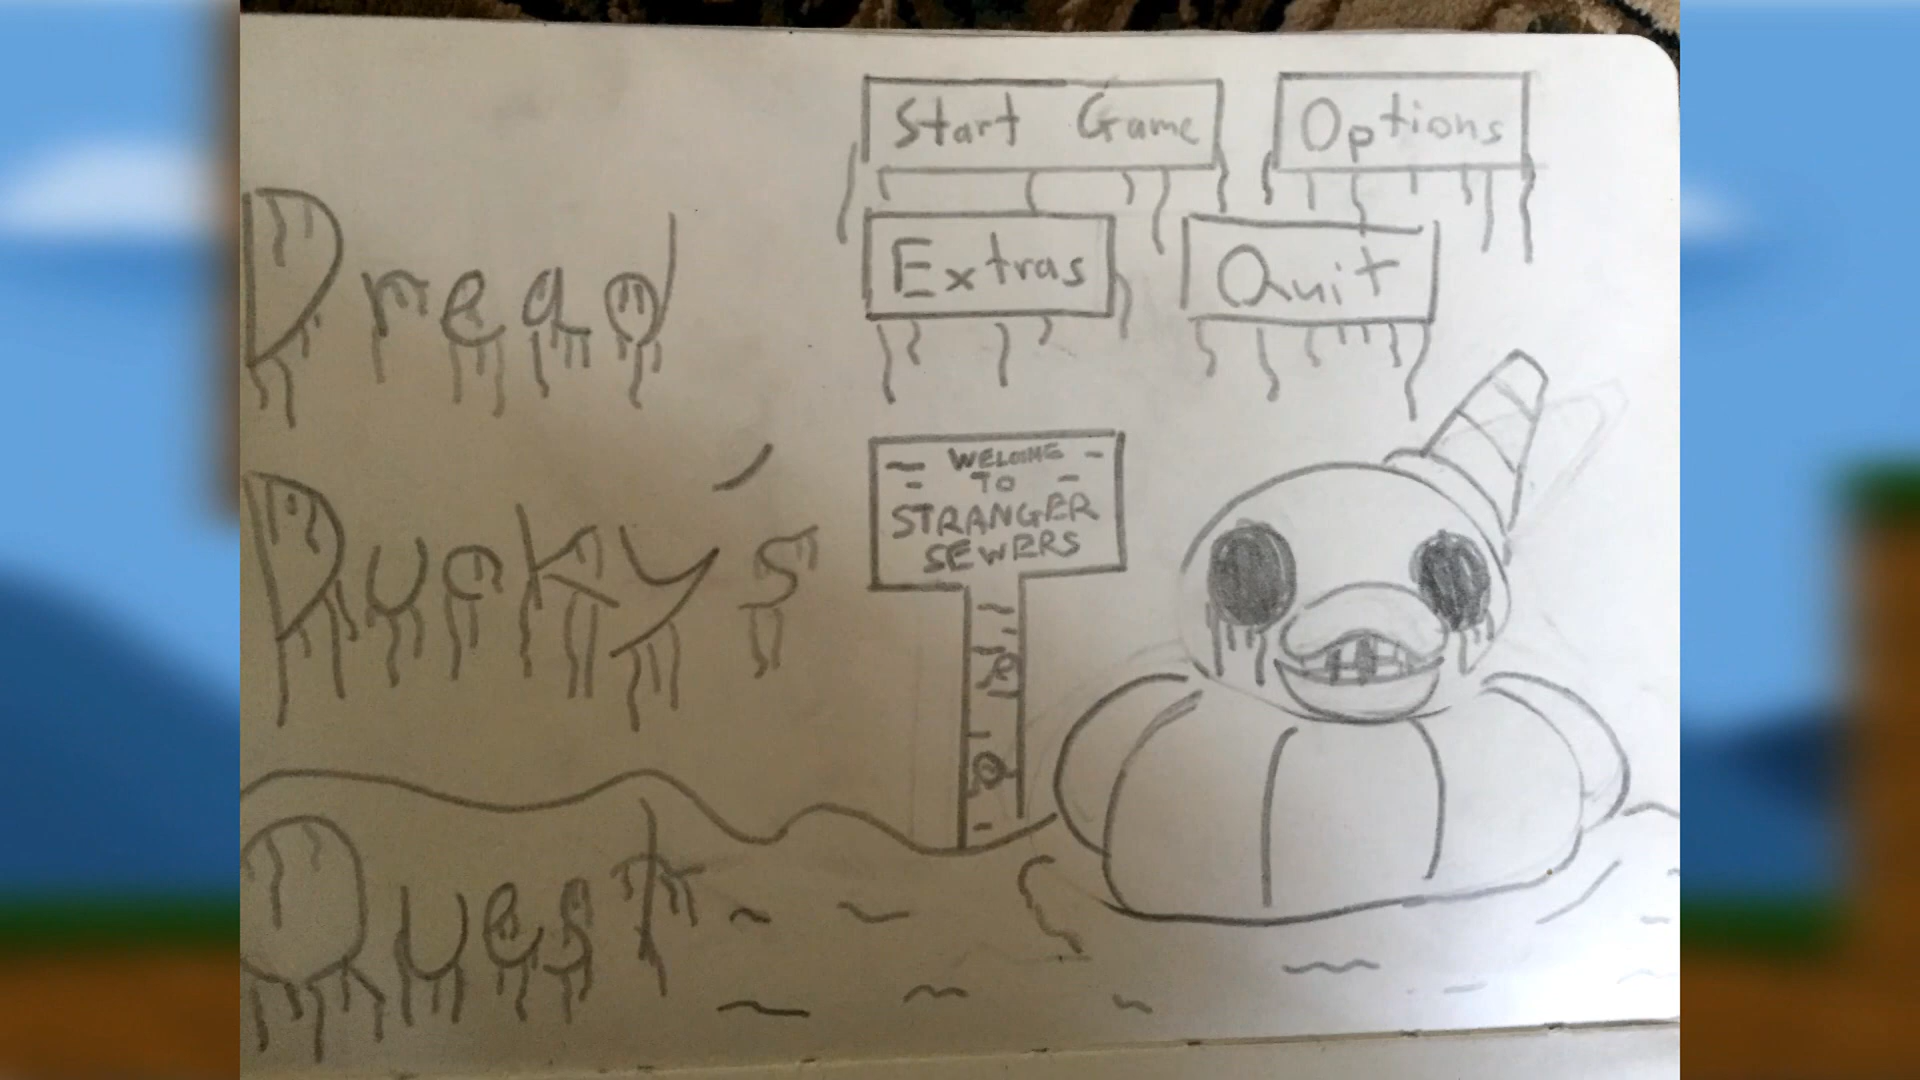 Dread
Ducky's
Quest
Start Game
Options
Extras
Quit
WELCOME
TO
STRANGER
SEWERS